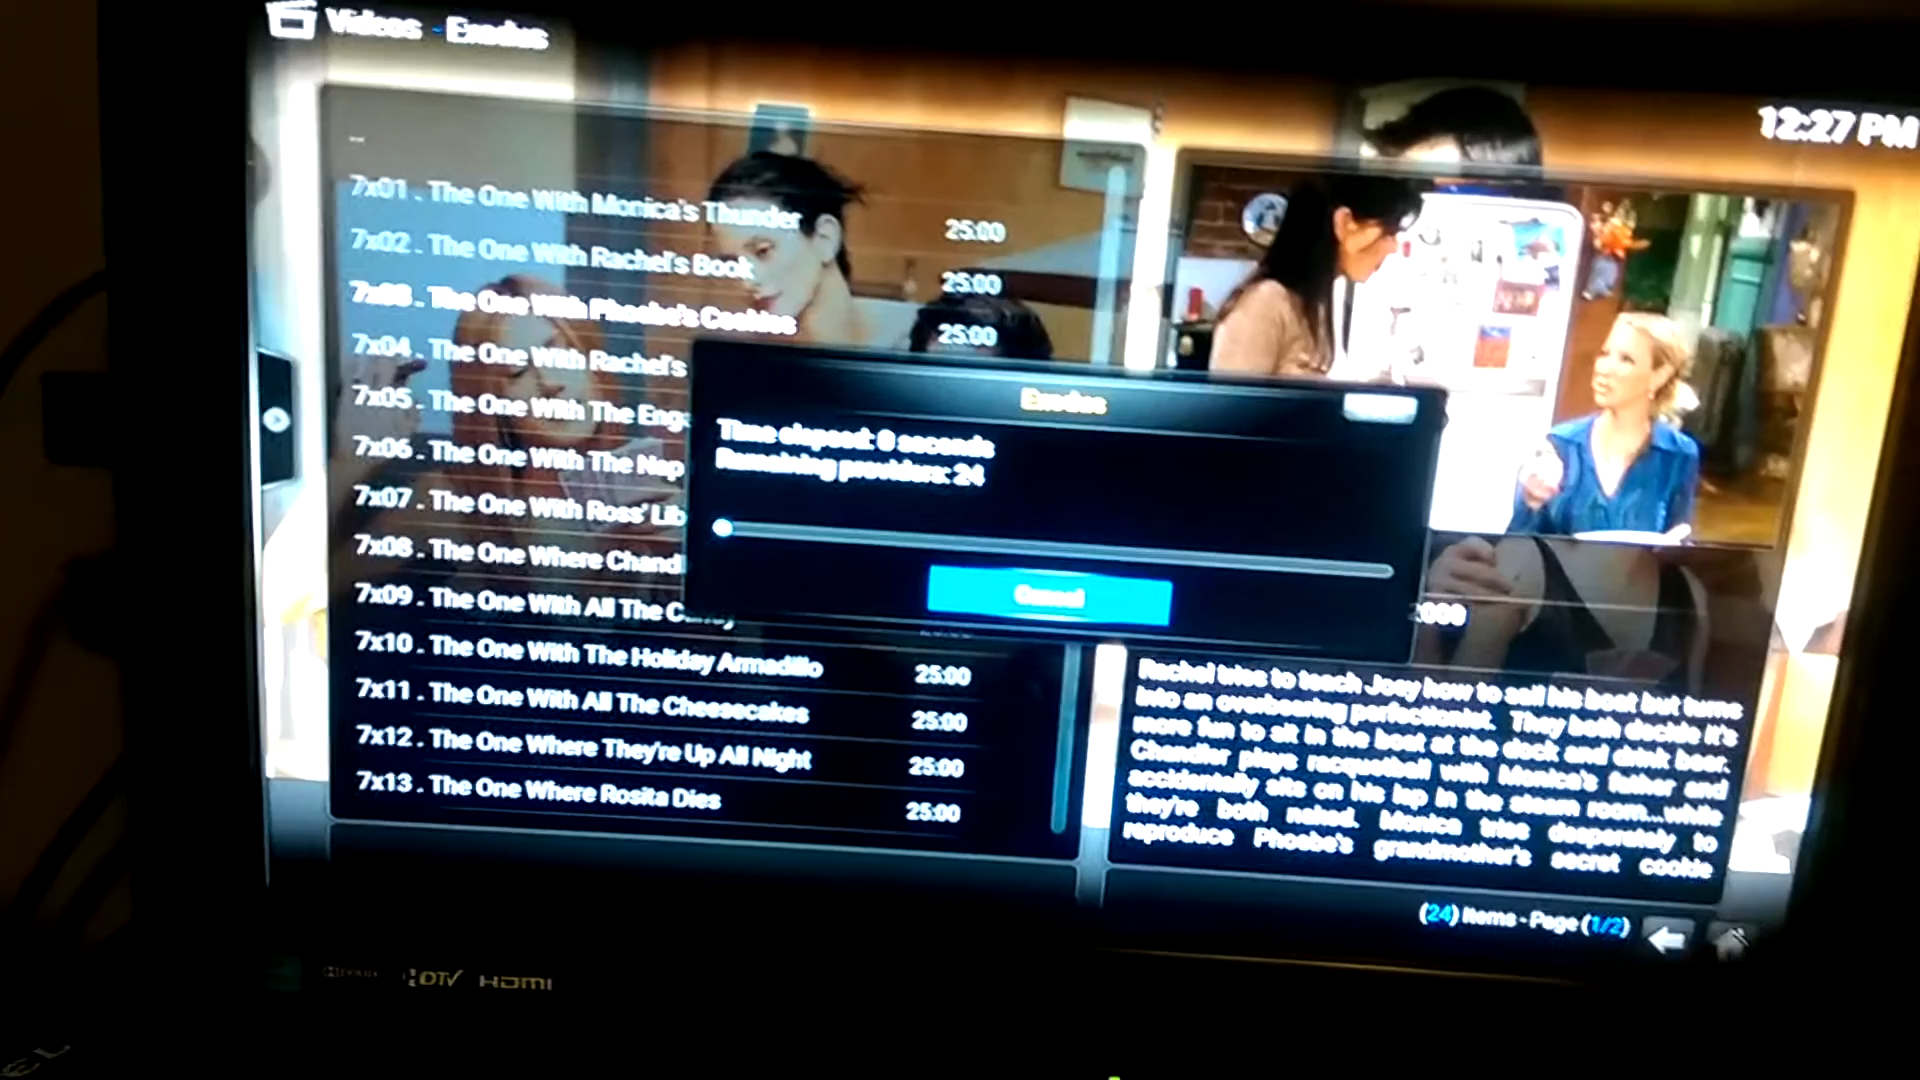 Videos - Exodus
12:27 PM
..
7x01 . The One With Monica's Thunder 25:00
7x02 . The One With Rachel's Book 25:00
7x03 . The One With Phoebe's Cookies 25:00
7x04 . The One With Rachel's
7x05 . The One With The Eng
7x06 . The One With The Nap
7x07 . The One With Ross' Lib
7x08 . The One Where Chand
7x09 . The One With All The Candy
7x10 . The One With The Holiday Armadillo 25:00
7x11 . The One With All The Cheesecakes 25:00
7x12 . The One Where They're Up All Night 25:00
7x13 . The One Where Rosita Dies 25:00
Exodus
Time elapsed: 0 seconds
Remaining providers: 24
Cancel
Rachel tries to teach Joey how to sail his boat but turns
into an overbearing perfectionist. They both decide it's
more fun to sit in the boat at the dock and drink beer.
Chandler plays racquetball with Monica's father and
accidentally sits on his lap in the steam room...while
they're both naked. Monica tries desperately to
reproduce Phoebe's grandmother's secret cookie
(24) Items - Page (1/2)
HDTV HDMI